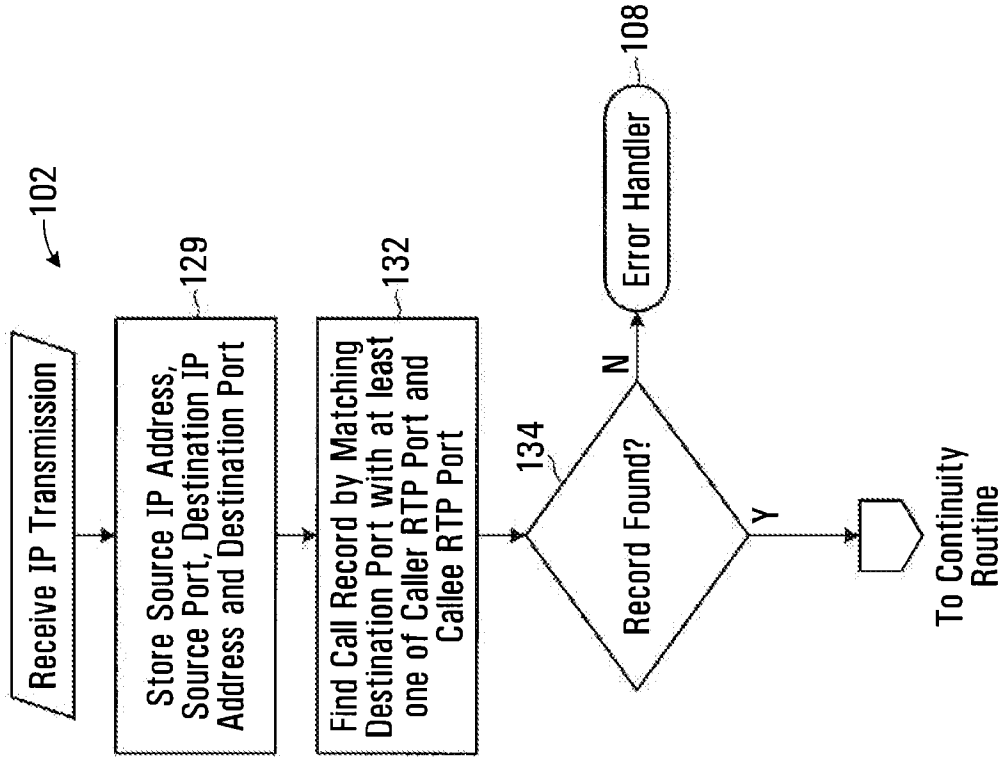 102
Receive IP Transmission
129
Store Source IP Address,
Source Port, Destination IP
Address and Destination Port
132
Find Call Record by Matching
Destination Port with at least
one of Caller RTP Port and
Callee RTP Port
134
Record Found?
N
Error Handler
108
Y
To Continuity
Routine